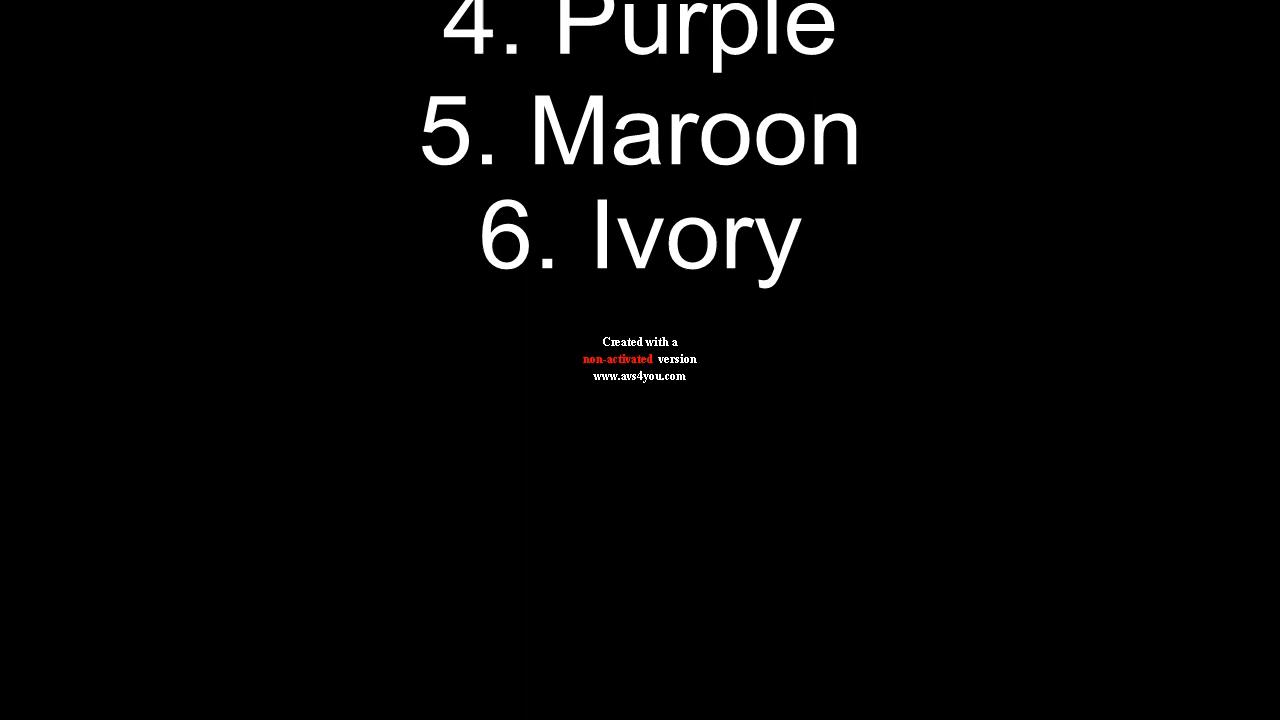 4. Purple
5. Maroon
6. Ivory
Created with a
non-activated version
www.avs4you.com